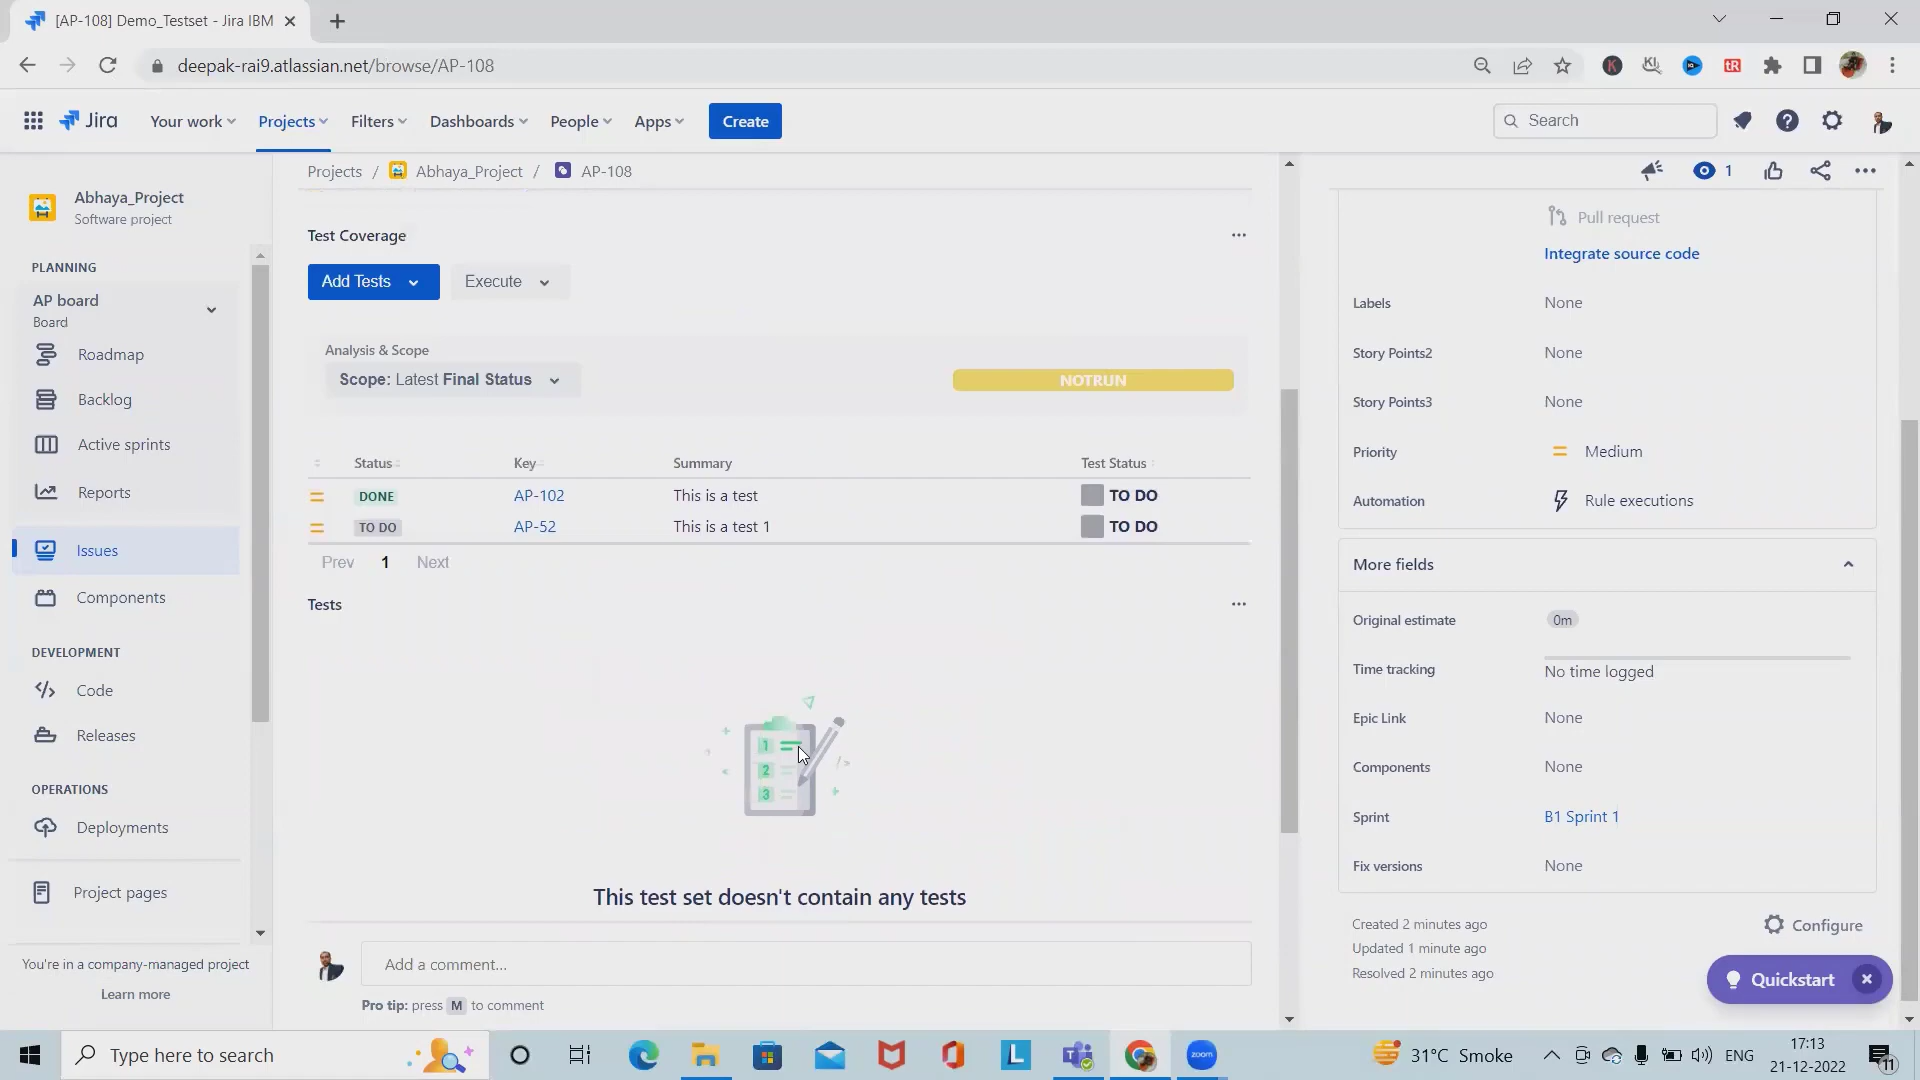 [AP-108] Demo_Testset - Jira IBM
deepak-rai9.atlassian.net/browse/AP-108
Jira
Your work
Projects
Filters
Dashboards
People
Apps
Create
Search
Abhaya_Project
Software project
PLANNING
AP board
Board
Roadmap
Backlog
Active sprints
Reports
Issues
Components
DEVELOPMENT
Code
Releases
OPERATIONS
Deployments
Project pages
You're in a company-managed project
Learn more
Projects / Abhaya_Project / AP-108
Test Coverage
Add Tests
Execute
Analysis & Scope
Scope: Latest Final Status
NOTRUN
Status Key Summary Test Status
DONE AP-102 This is a test TO DO
TO DO AP-52 This is a test 1 TO DO
Prev 1 Next
Tests
1
2
3
This test set doesn't contain any tests
Add a comment...
Pro tip: press M to comment
1
Pull request
Integrate source code
Labels None
Story Points2 None
Story Points3 None
Priority Medium
Automation Rule executions
More fields
Original estimate 0m
Time tracking No time logged
Epic Link None
Components None
Sprint B1 Sprint 1
Fix versions None
Created 2 minutes ago
Configure
Updated 1 minute ago
Resolved 2 minutes ago
Quickstart
Type here to search
zoom
31°C Smoke
ENG
17:13
21-12-2022
11